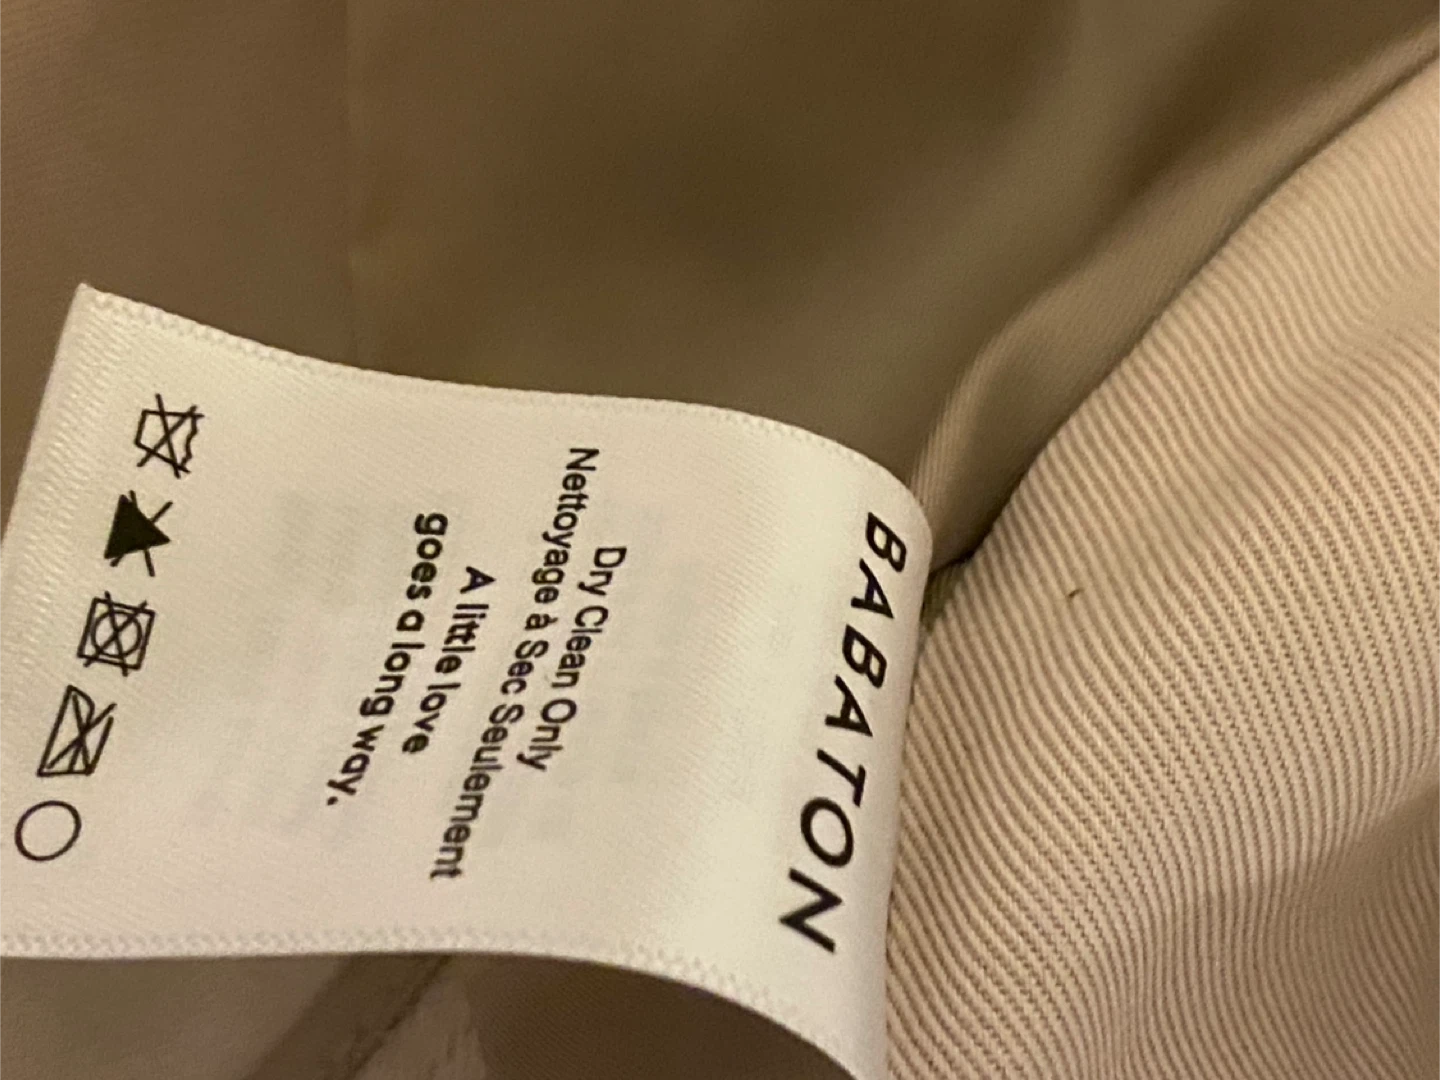 BABATON
Dry Clean Only
Nettoyage à Sec Seulement
A little love
goes a long way.